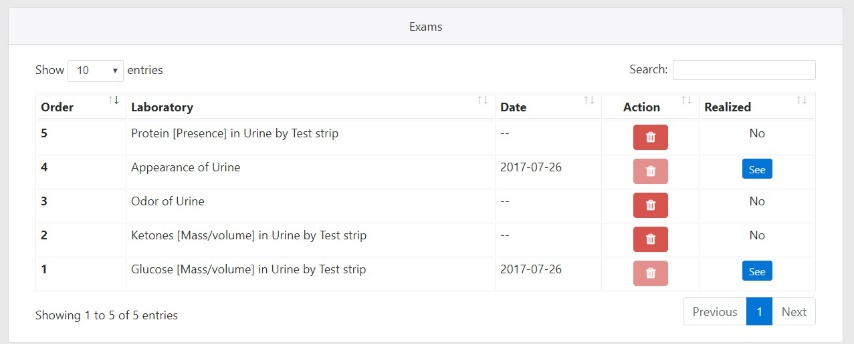 Exams
Show 10 entries Search:
Order Laboratory Date Action Realized
5 Protein [Presence] in Urine by Test strip -- No
4 Appearance of Urine 2017-07-26 See
3 Odor of Urine -- No
2 Ketones [Mass/volume] in Urine by Test strip -- No
1 Glucose [Mass/volume] in Urine by Test strip 2017-07-26 See
Showing 1 to 5 of 5 entries Previous 1 Next